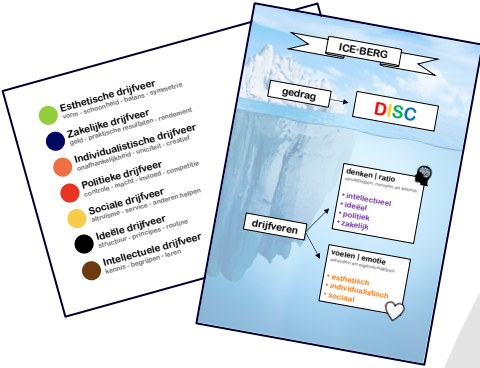 Esthetische drijfveer
vorm - schoonheid - balans - symmetrie
Zakelijke drijfveer
geld - praktische resultaten - rendement
Individualistische drijfveer
onafhankelijkheid - uniciteit - creatief
Politieke drijfveer
controle - macht - invloed - competitie
Sociale drijfveer
altruïsme - service - anderen helpen
Ideële drijfveer
structuur - principes - routine
Intellectuele drijfveer
kennis - begrijpen - leren
ICE-BERG
gedrag
DISC
drijfveren
denken | ratio
• intellectueel
• ideëel
• politiek
• zakelijk
voelen | emotie
• esthetisch
• individualistisch
• sociaal